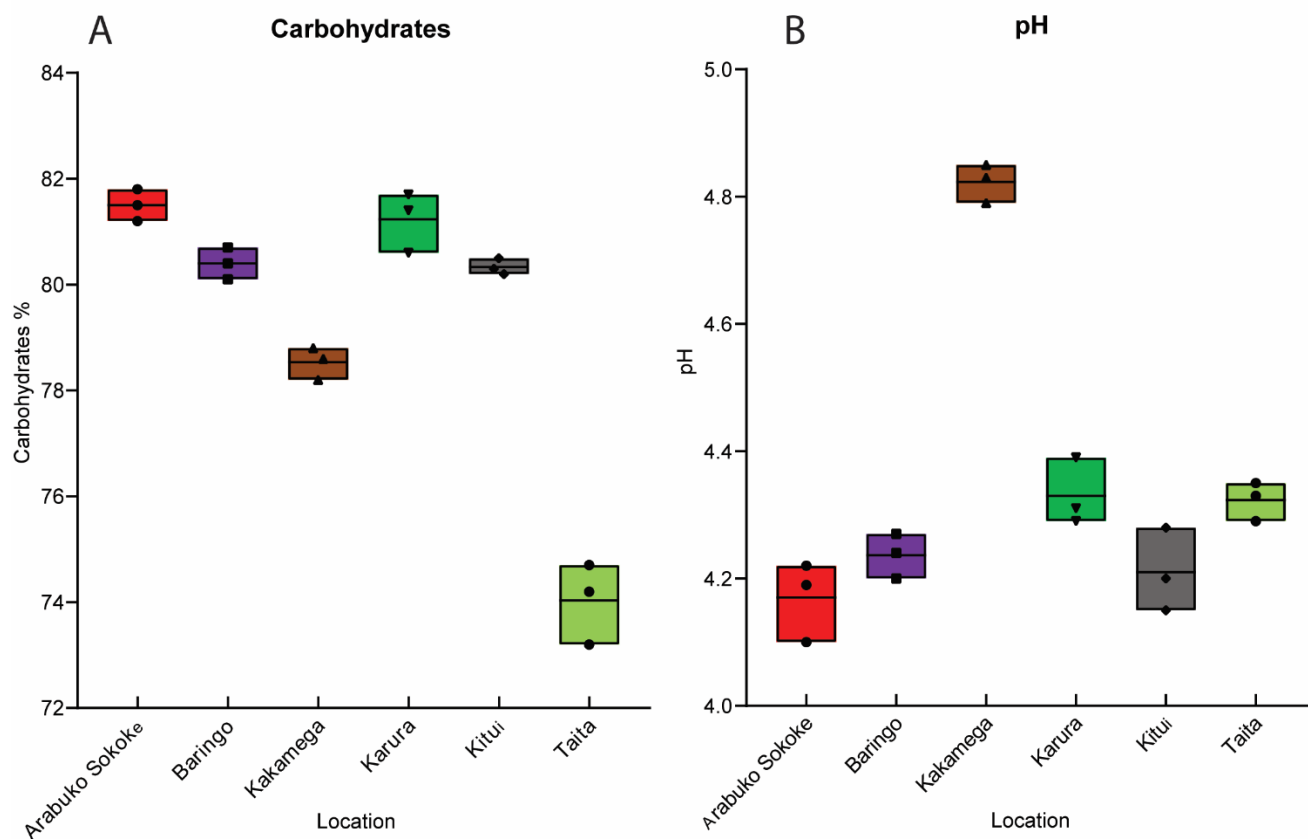 A
Carbohydrates
84
82
80
78
76
74
72
Carbohydrates %
Arabuko Sokoke
Baringo
Kakamega
Karura
Kitui
Taita
Location
B
pH
5.0
4.8
4.6
4.4
4.2
4.0
pH
Arabuko Sokoke
Baringo
Kakamega
Karura
Kitui
Taita
Location